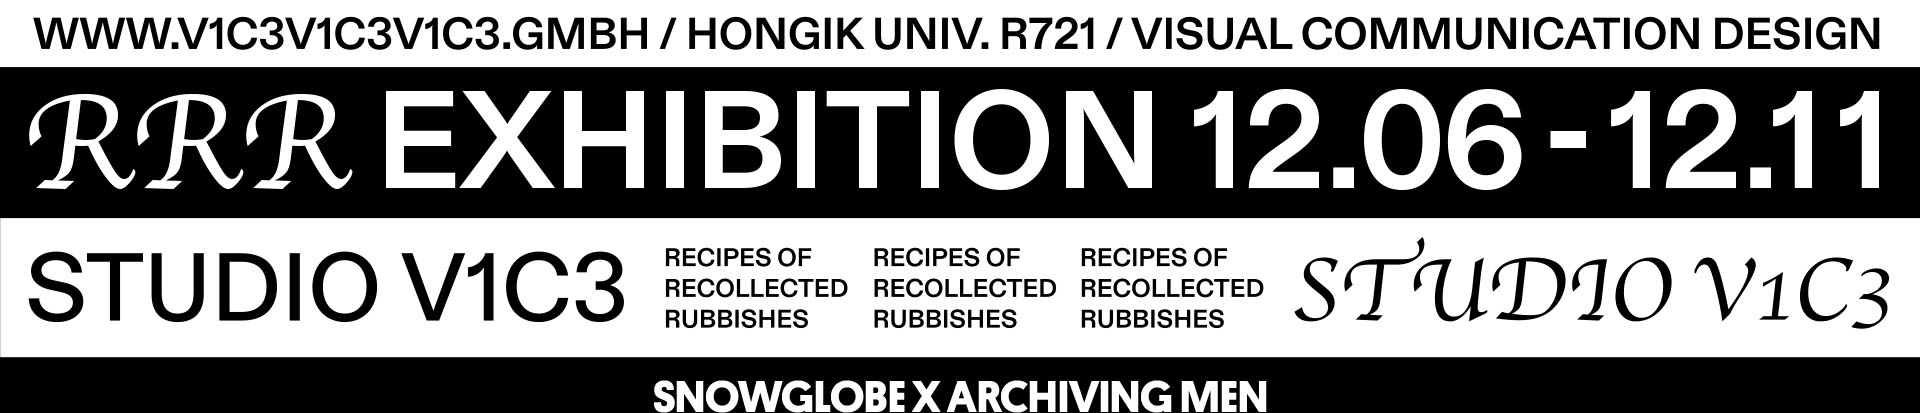 WWW.V1C3V1C3V1C3.GMBH / HONGIK UNIV. R721 / VISUAL COMMUNICATION DESIGN
RRR EXHIBITION 12.06 - 12.11
STUDIO V1C3
RECIPES OF
RECOLLECTED
RUBBISHES
RECIPES OF
RECOLLECTED
RUBBISHES
RECIPES OF
RECOLLECTED
RUBBISHES
STUDIO V1C3
SNOWGLOBE X ARCHIVING MEN